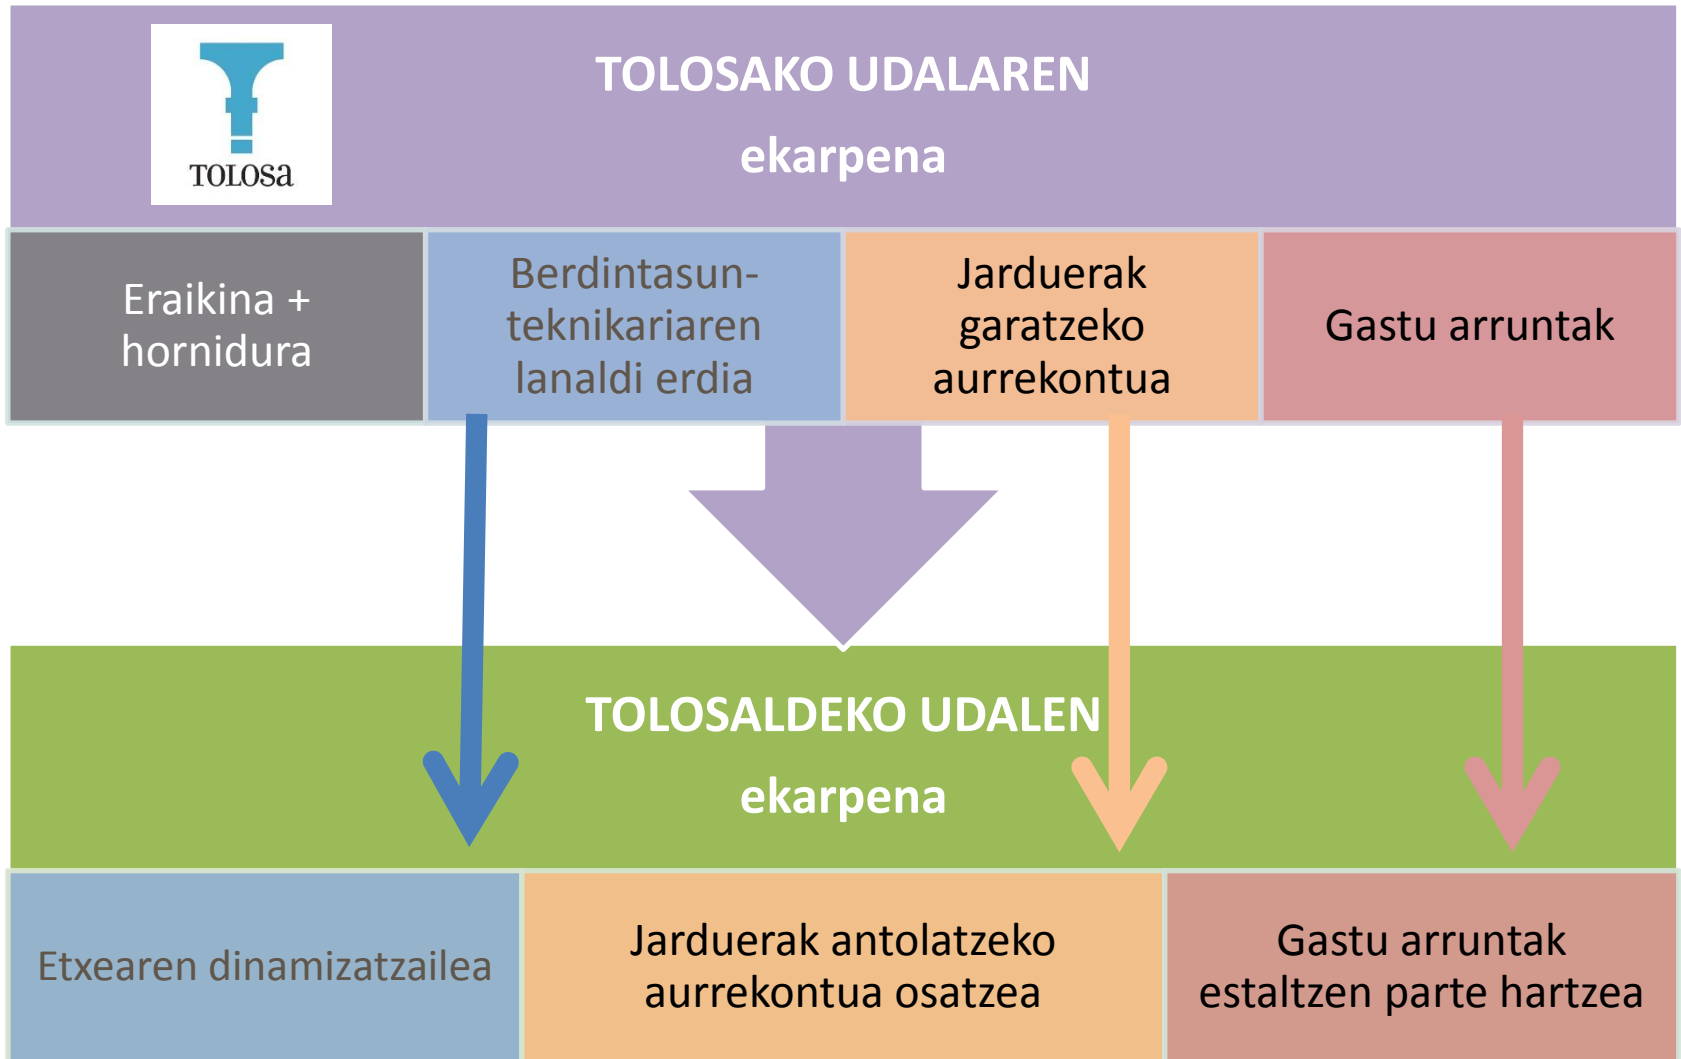 TOLOSa
TOLOSAKO UDALAREN
ekarpena
Eraikina +
hornidura
Berdintasun-
teknikariaren
lanaldi erdia
Jarduerak
garatzeko
aurrekontua
Gastu arruntak
TOLOSALDEKO UDALEN
ekarpena
Etxearen dinamizatzailea
Jarduerak antolatzeko
aurrekontua osatzea
Gastu arruntak
estaltzen parte hartzea